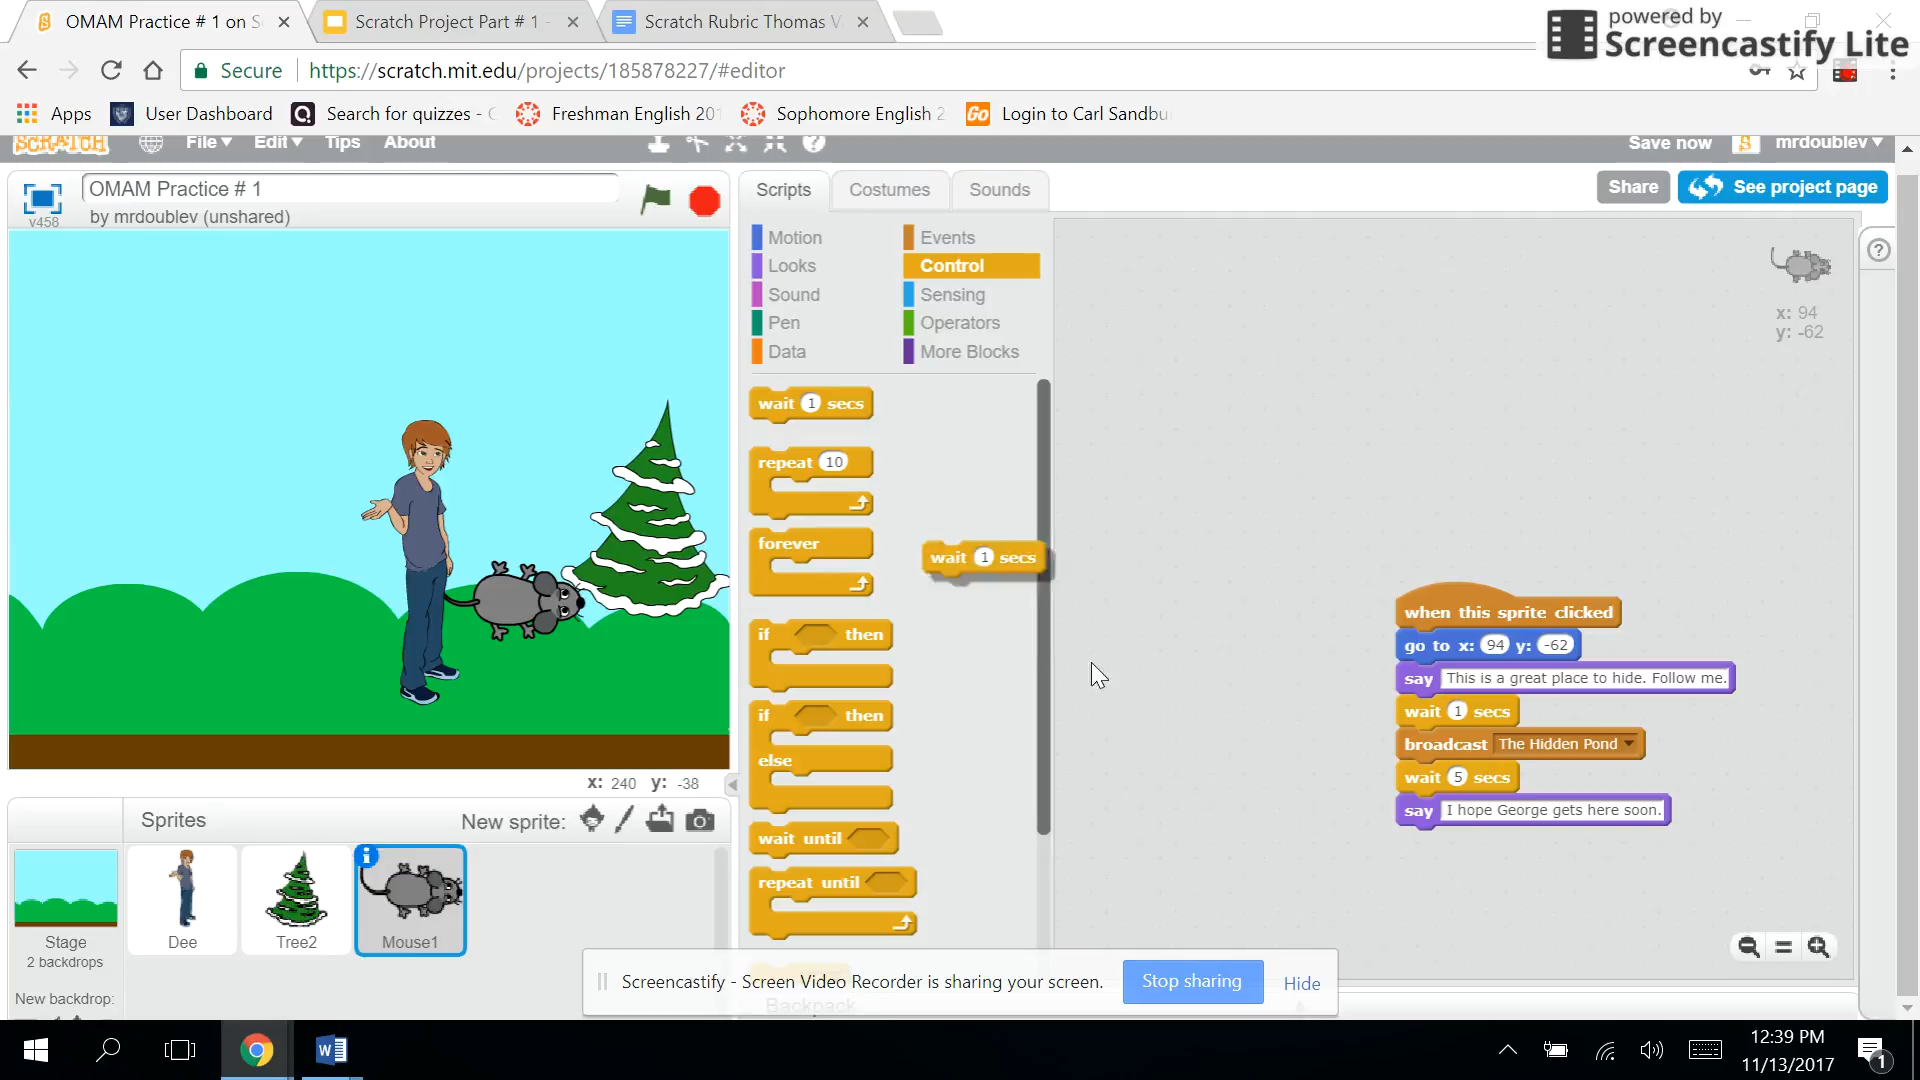 OMAM Practice # 1 on S
Scratch Project Part # 1 -
Scratch Rubric Thomas V
powered by
Screencastify Lite
Secure
https://scratch.mit.edu/projects/185878227/#editor
Apps
User Dashboard
Search for quizzes -
Freshman English 201
Sophomore English 2
Go
Login to Carl Sandbu
SCRATCH
File
Edit
Tips
About
Save now
mrdoublev
OMAM Practice # 1
by mrdoublev (unshared)
v458
Scripts
Costumes
Sounds
Share
See project page
Motion
Events
Looks
Control
Sound
Sensing
Pen
Operators
Data
More Blocks
x: 94
y: -62
wait 1 secs
repeat 10
forever
wait 1 secs
if then
if then
else
wait until
repeat until
when this sprite clicked
go to x: 94 y: -62
say This is a great place to hide. Follow me.
wait 1 secs
broadcast The Hidden Pond
wait 5 secs
say I hope George gets here soon.
x: 240 y: -38
Sprites
New sprite:
Stage
2 backdrops
New backdrop:
Dee
Tree2
Mouse1
Screencastify - Screen Video Recorder is sharing your screen.
Stop sharing
Hide
Backpack
12:39 PM
11/13/2017
1